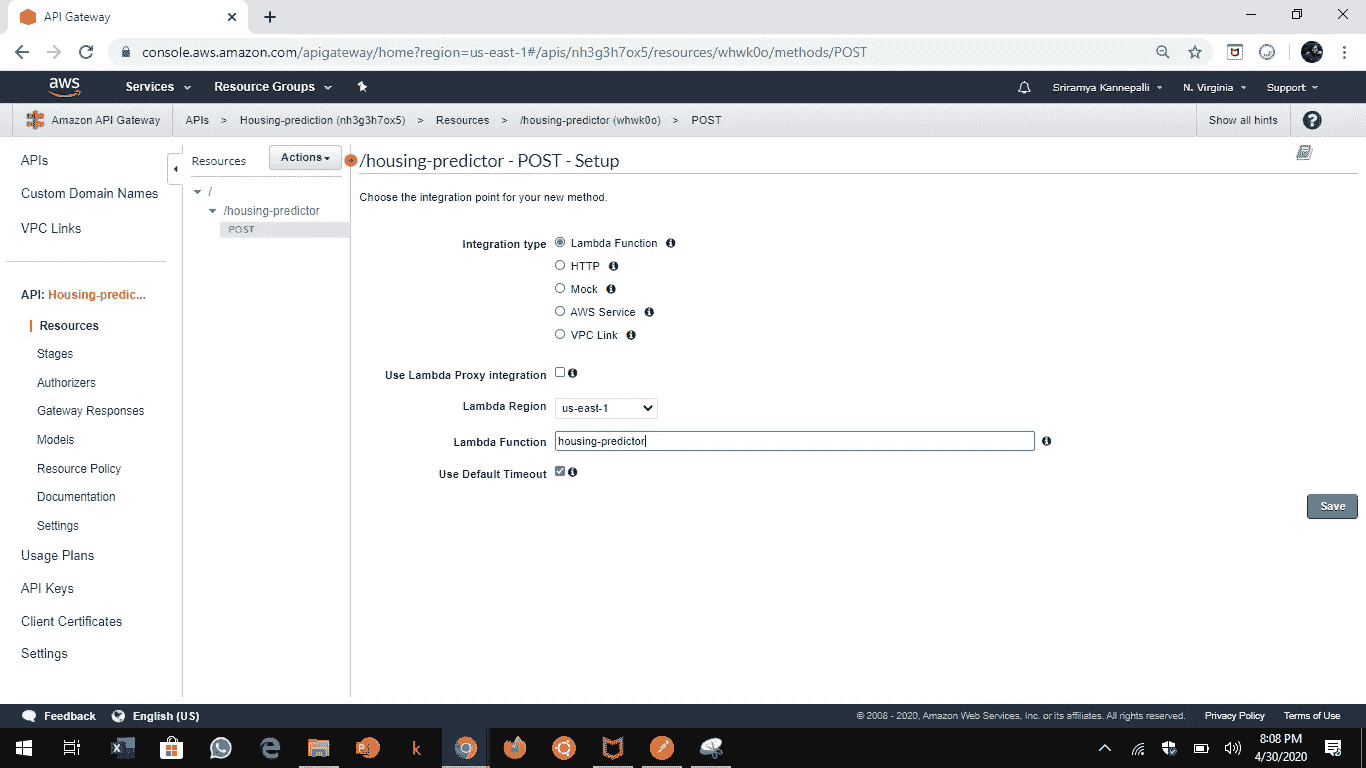 API Gateway
console.aws.amazon.com/apigateway/home?region=us-east-1#/apis/nh3g3h7ox5/resources/whwk0o/methods/POST
aws Services Resource Groups Sriramya Kannepalli N. Virginia Support
Amazon API Gateway APIs > Housing-prediction (nh3g3h7ox5) > Resources > /housing-predictor (whwk0o) > POST Show all hints
APIs
Custom Domain Names
VPC Links
API: Housing-predic...
Resources
Stages
Authorizers
Gateway Responses
Models
Resource Policy
Documentation
Settings
Usage Plans
API Keys
Client Certificates
Settings
Resources Actions
/
/housing-predictor
POST
/housing-predictor - POST - Setup
Choose the integration point for your new method.
Integration type Lambda Function
HTTP
Mock
AWS Service
VPC Link
Use Lambda Proxy integration
Lambda Region us-east-1
Lambda Function housing-predictor
Use Default Timeout
Save
Feedback English (US) © 2008 - 2020, Amazon Web Services, Inc. or its affiliates. All rights reserved. Privacy Policy Terms of Use
8:08 PM
4/30/2020